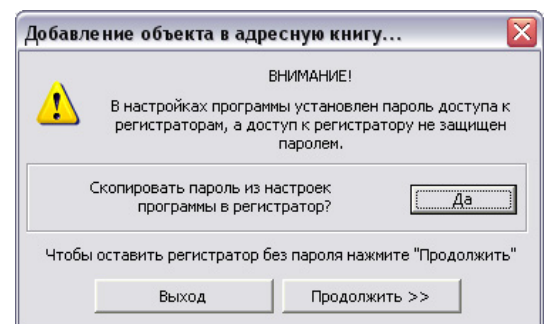 Добавление объекта в адресную книгу...
ВНИМАНИЕ!
В настройках программы установлен пароль доступа к
регистраторам, а доступ к регистратору не защищен
паролем.
Скопировать пароль из настроек
программы в регистратор?
Да
Чтобы оставить регистратор без пароля нажмите "Продолжить"
Выход
Продолжить >>